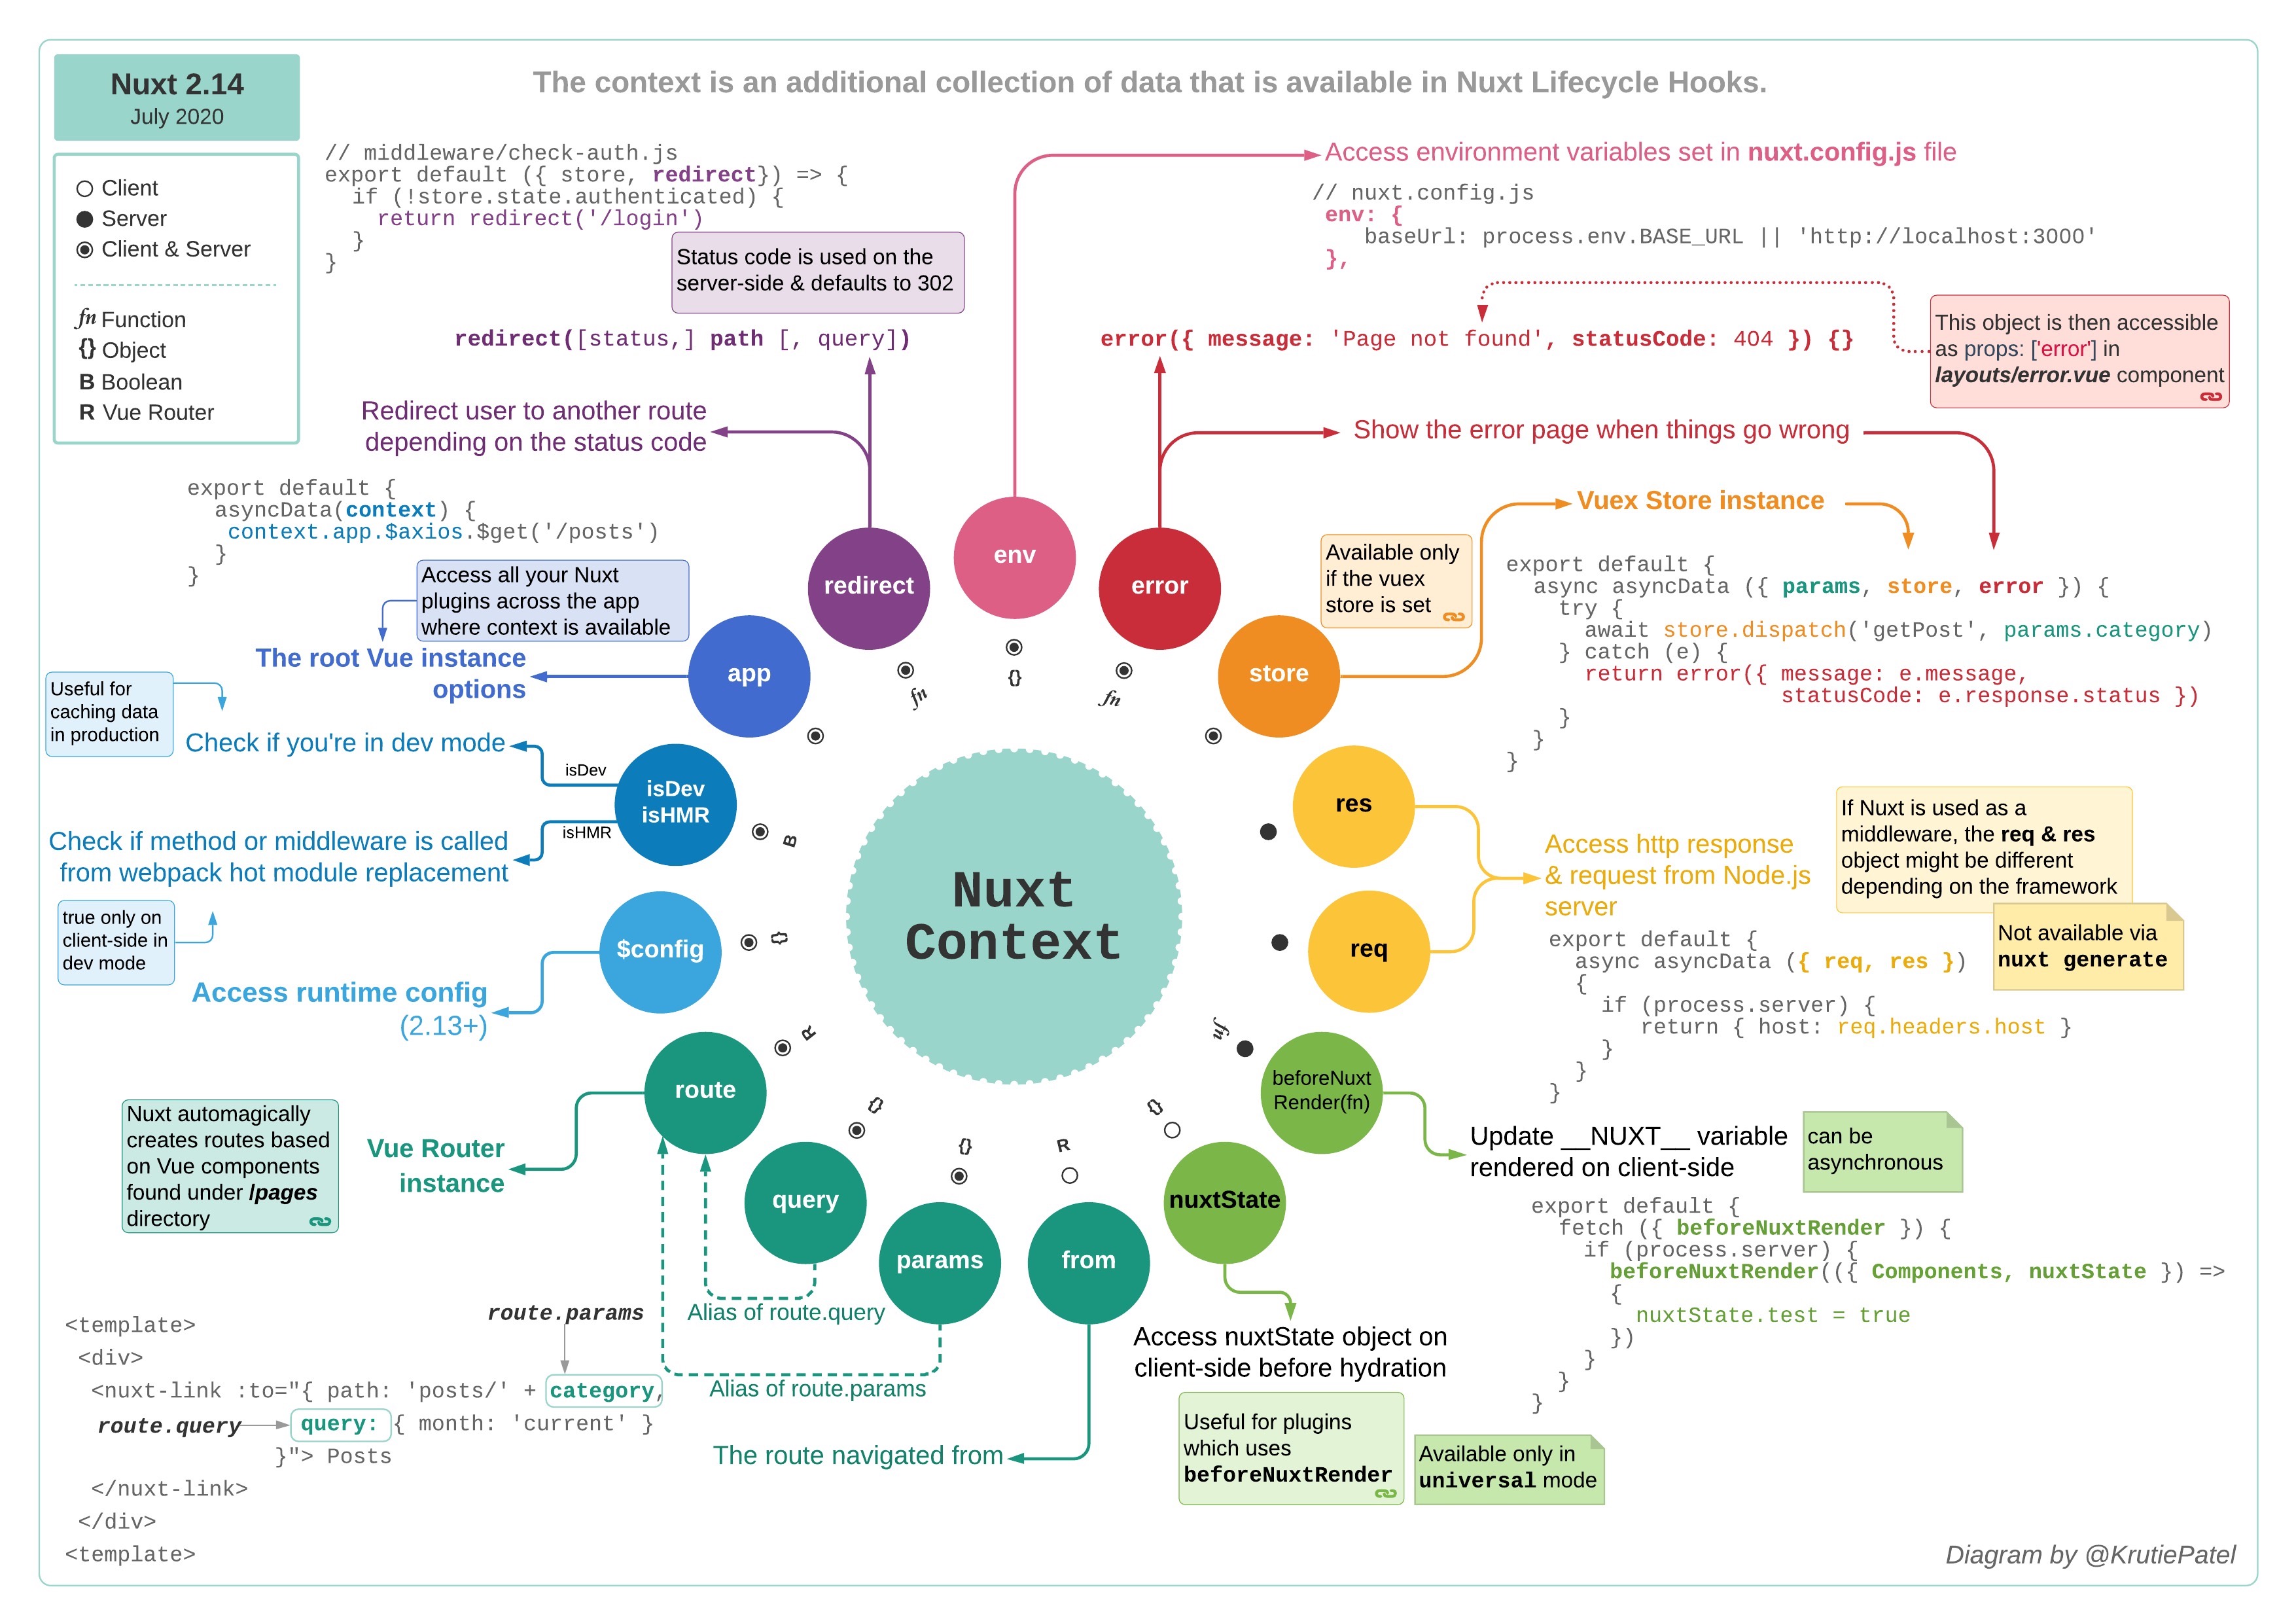 Nuxt 2.14
July 2020
The context is an additional collection of data that is available in Nuxt Lifecycle Hooks.
Client
Server
Client & Server
fn Function
{} Object
B Boolean
R Vue Router
// middleware/check-auth.js
export default ({ store, redirect}) => {
if (!store.state.authenticated) {
return redirect('/login')
}
}
Status code is used on the
server-side & defaults to 302
redirect([status,] path [, query])
Redirect user to another route
depending on the status code
Access environment variables set in nuxt.config.js file
// nuxt.config.js
env: {
baseUrl: process.env.BASE_URL || 'http://localhost:3000'
},
error({ message: 'Page not found', statusCode: 404 }) {}
This object is then accessible
as props: ['error'] in
layouts/error.vue component
Show the error page when things go wrong
Vuex Store instance
Available only
if the vuex
store is set
export default {
async asyncData ({ params, store, error }) {
try {
await store.dispatch('getPost', params.category)
} catch (e) {
return error({ message: e.message,
statusCode: e.response.status })
}
}
}
export default {
asyncData(context) {
context.app.$axios.$get('/posts')
}
}
Access all your Nuxt
plugins across the app
where context is available
The root Vue instance
options
Useful for
caching data
in production
Check if you're in dev mode
isDev
isHMR
Check if method or middleware is called
from webpack hot module replacement
true only on
client-side in
dev mode
Access runtime config
(2.13+)
redirect
env
error
app
store
isDev
isHMR
res
$config
req
route
beforeNuxt
Render(fn)
query
nuxtState
params
from
fn
{}
fn
B
{}
R
{}
{}
R
{}
fn
Nuxt
Context
Access http response
& request from Node.js
server
If Nuxt is used as a
middleware, the req & res
object might be different
depending on the framework
Not available via
nuxt generate
export default {
async asyncData ({ req, res })
{
if (process.server) {
return { host: req.headers.host }
}
}
}
Update __NUXT__ variable
rendered on client-side
can be
asynchronous
export default {
fetch ({ beforeNuxtRender }) {
if (process.server) {
beforeNuxtRender(({ Components, nuxtState }) =>
{
nuxtState.test = true
})
}
}
}
Nuxt automagically
creates routes based
on Vue components
found under /pages
directory
Vue Router
instance
Alias of route.query
Alias of route.params
The route navigated from
Access nuxtState object on
client-side before hydration
Useful for plugins
which uses
beforeNuxtRender
Available only in
universal mode
route.params
<template>
<div>
<nuxt-link :to="{ path: 'posts/' + category,
route.query query: { month: 'current' }
}"> Posts
</nuxt-link>
</div>
<template>
Diagram by @KrutiePatel